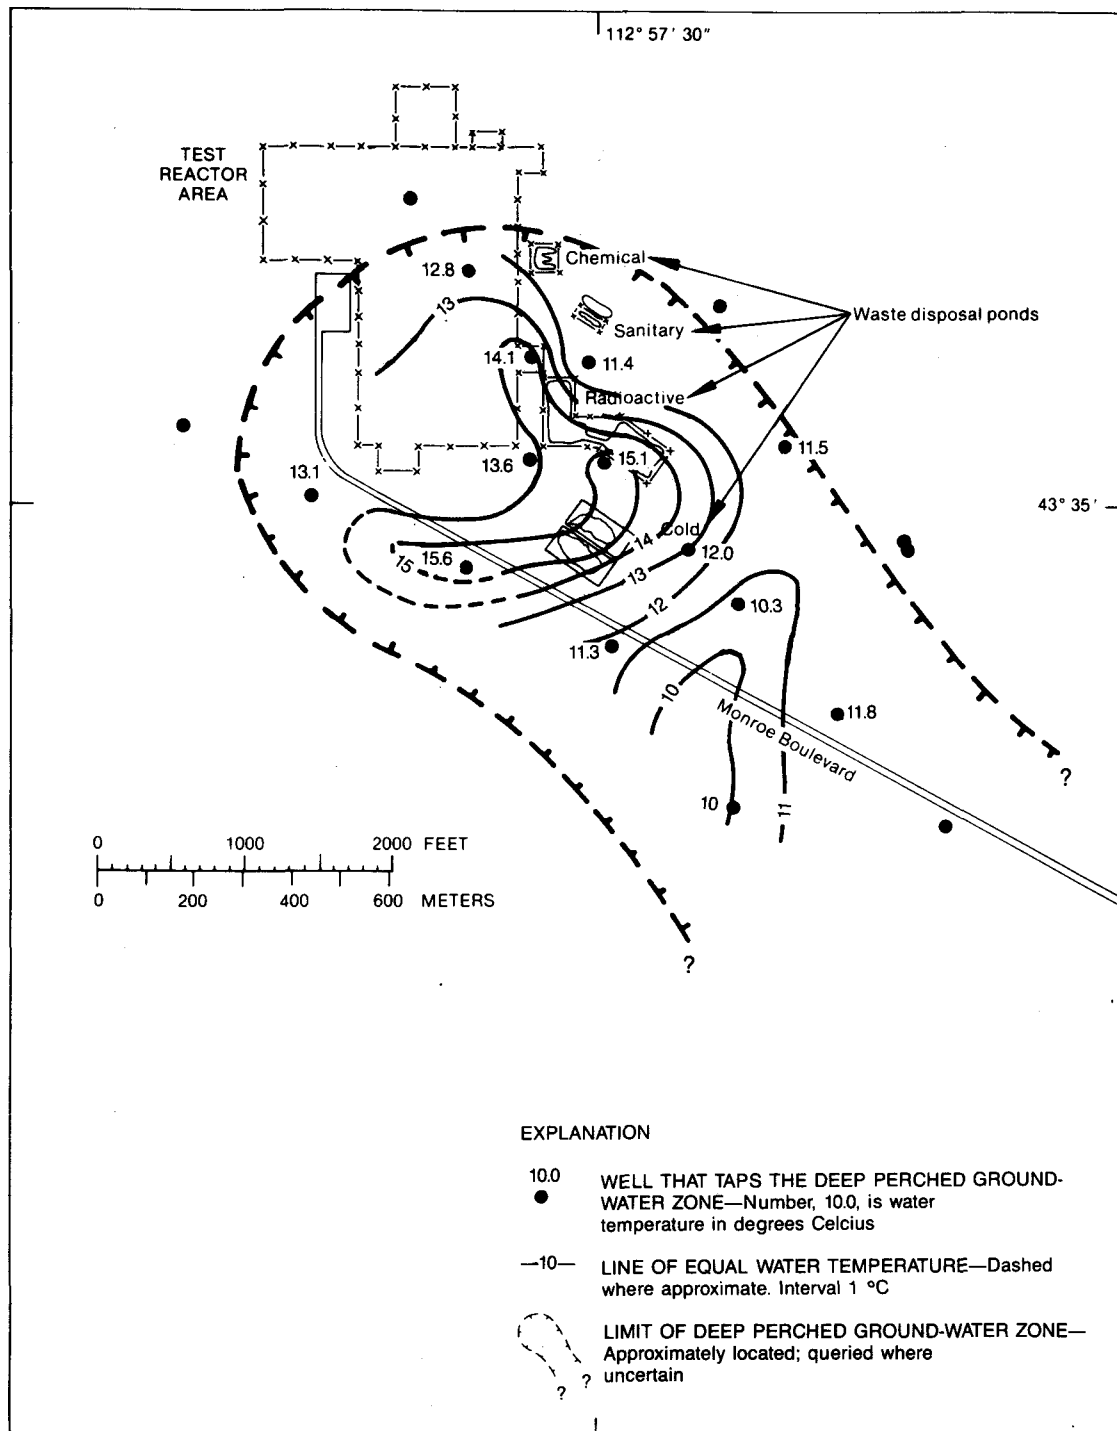 112° 57' 30"
TEST
REACTOR
AREA
Chemical
12.8
13
Sanitary
Waste disposal ponds
14.1
11.4
Radioactive
11.5
13.1
13.6
15.1
43° 35'
Cold
14
12.0
15
15.6
13
12
10.3
11.3
10
11.8
Monroe Boulevard
?
10
11
0 1000 2000 FEET
0 200 400 600 METERS
?
EXPLANATION
10.0
WELL THAT TAPS THE DEEP PERCHED GROUND-
WATER ZONE—Number, 10.0, is water
temperature in degrees Celcius
—10—
LINE OF EQUAL WATER TEMPERATURE—Dashed
where approximate. Interval 1 °C
LIMIT OF DEEP PERCHED GROUND-WATER ZONE—
Approximately located; queried where
uncertain
? ?